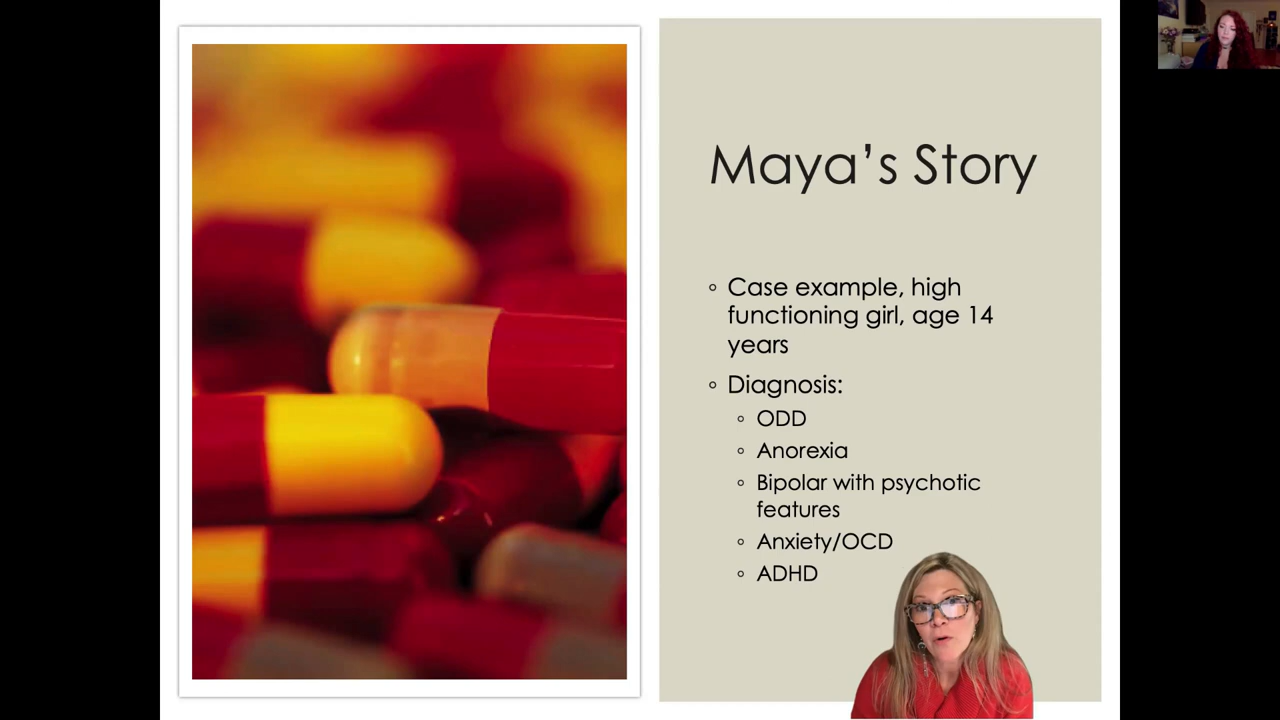 Maya’s Story
◦ Case example, high
functioning girl, age 14
years
◦ Diagnosis:
◦ ODD
◦ Anorexia
◦ Bipolar with psychotic
features
◦ Anxiety/OCD
◦ ADHD